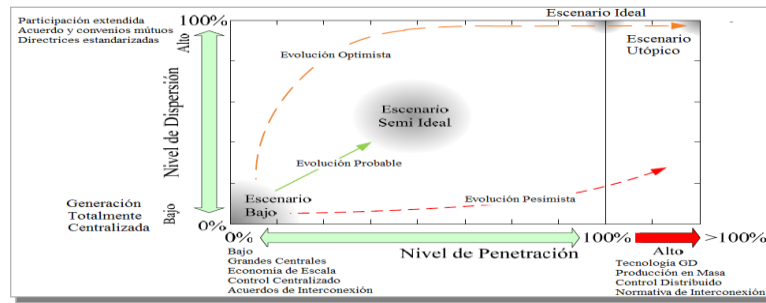 Participación extendida
Acuerdo y convenios mútuos
Directrices estandarizadas
100%
Alto
Nivel de Dispersión
Bajo
0%
Generación
Totalmente
Centralizada
Escenario Ideal
Escenario
Utópico
Evolución Optimista
Escenario
Semi Ideal
Evolución Probable
Escenario
Bajo
Evolución Pesimista
0%
Nivel de Penetración
100%
>100%
Bajo
Grandes Centrales
Economía de Escala
Control Centralizado
Acuerdos de Interconexión
Alto
Tecnología GD
Producción en Masa
Control Distribuido
Normativa de Interconexión